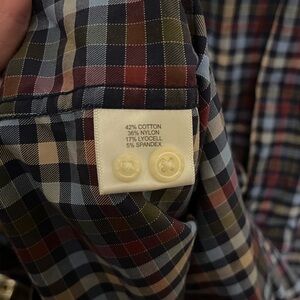 42% COTTON
36% NYLON
17% LYOCELL
5% SPANDEX